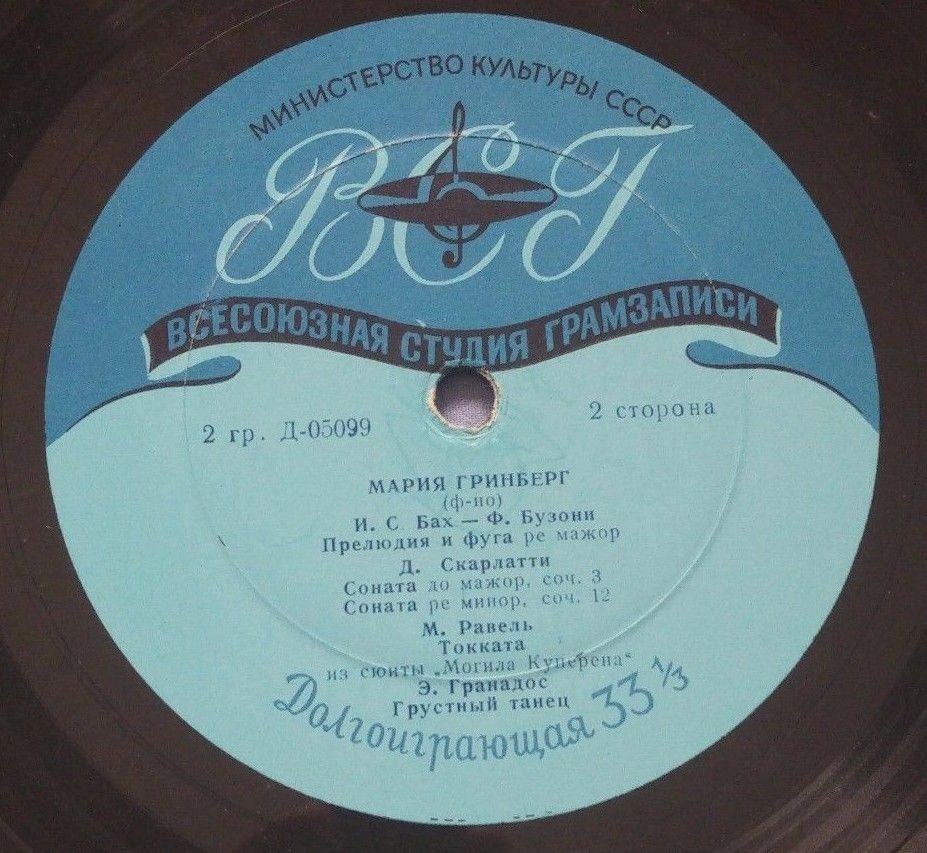 МИНИСТЕРСТВО КУЛЬТУРЫ СССР
ВСГ
ВСЕСОЮЗНАЯ СТУДИЯ ГРАМЗАПИСИ
2 гр. Д-05099
2 сторона
МАРИЯ ГРИНБЕРГ
(ф-но)
И. С. Бах — Ф. Бузони
Прелюдия и фуга ре мажор
Д. Скарлатти
Соната до мажор, соч. 3
Соната ре минор, соч. 12
М. Равель
Токката
из сюиты „Могила Куперена"
Э. Гранадос
Грустный танец
Долгоиграющая 33 1/3